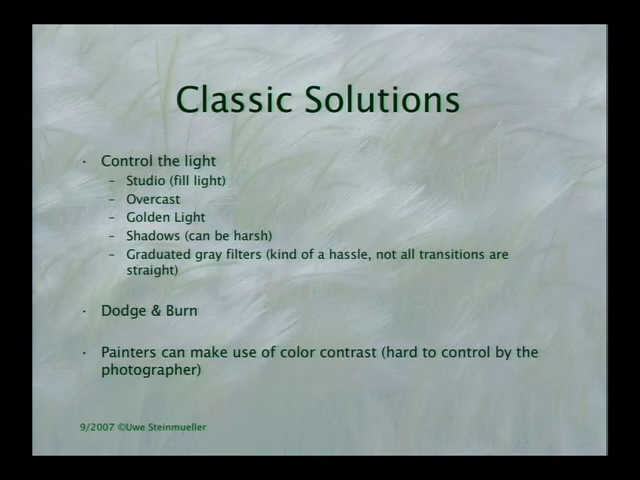 Classic Solutions
· Control the light
– Studio (fill light)
– Overcast
– Golden Light
– Shadows (can be harsh)
– Graduated gray filters (kind of a hassle, not all transitions are
straight)
· Dodge & Burn
· Painters can make use of color contrast (hard to control by the
photographer)
9/2007 ©Uwe Steinmueller